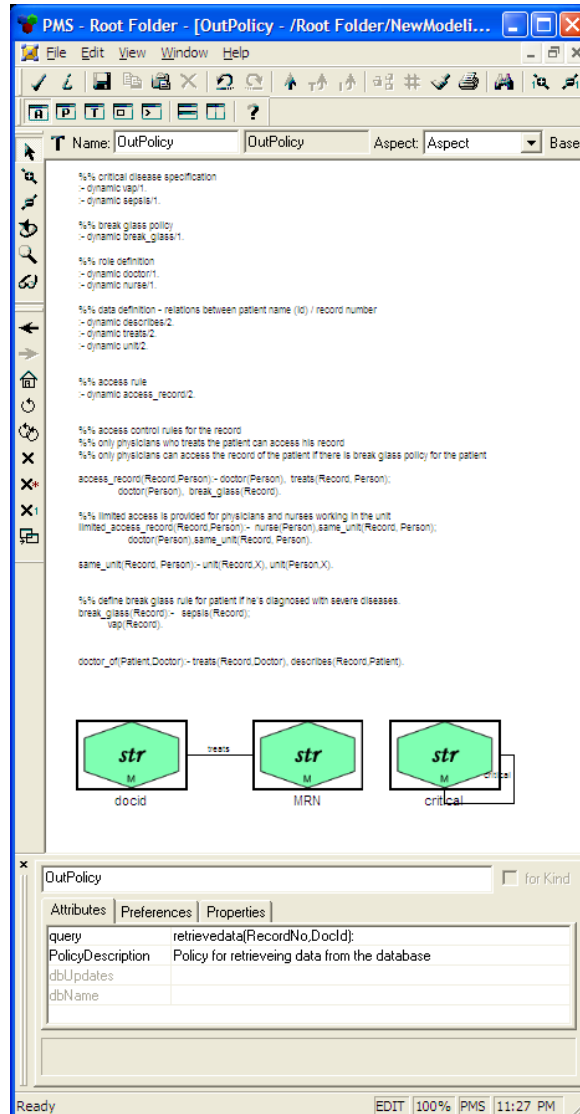 PMS - Root Folder - [OutPolicy - /Root Folder/NewModeli...
File Edit View Window Help
A P T
?
T Name: OutPolicy OutPolicy Aspect: Aspect Base
%% critical disease specification
:- dynamic vap/1.
:- dynamic sepsis/1.
%% break glass policy
:- dynamic break_glass/1.
%% role definition
:- dynamic doctor/1.
:- dynamic nurse/1.
%% data definition - relations between patient name (id) / record number
:- dynamic describes/2.
:- dynamic treats/2.
:- dynamic unit/2.
%% access rule
:- dynamic access_record/2.
%% access control rules for the record
%% only physicians who treats the patient can access his record
%% only physicians can access the record of the patient if there is break glass policy for the patient
access_record(Record,Person):- doctor(Person), treats(Record, Person);
doctor(Person), break_glass(Record).
%% limited access is provided for physicians and nurses working in the unit
limited_access_record(Record,Person):- nurse(Person),same_unit(Record, Person);
doctor(Person),same_unit(Record, Person).
same_unit(Record, Person):- unit(Record,X), unit(Person,X).
%% define break glass rule for patient if he's diagnosed with severe diseases.
break_glass(Record):- sepsis(Record);
vap(Record).
doctor_of(Patient,Doctor):- treats(Record,Doctor), describes(Record,Patient).
str treats str str
M M M critical
docid MRN critical
OutPolicy for Kind
Attributes Preferences Properties
query retrievedata(RecordNo,DocId):
PolicyDescription Policy for retrieveing data from the database
dbUpdates
dbName
Ready EDIT 100% PMS 11:27 PM